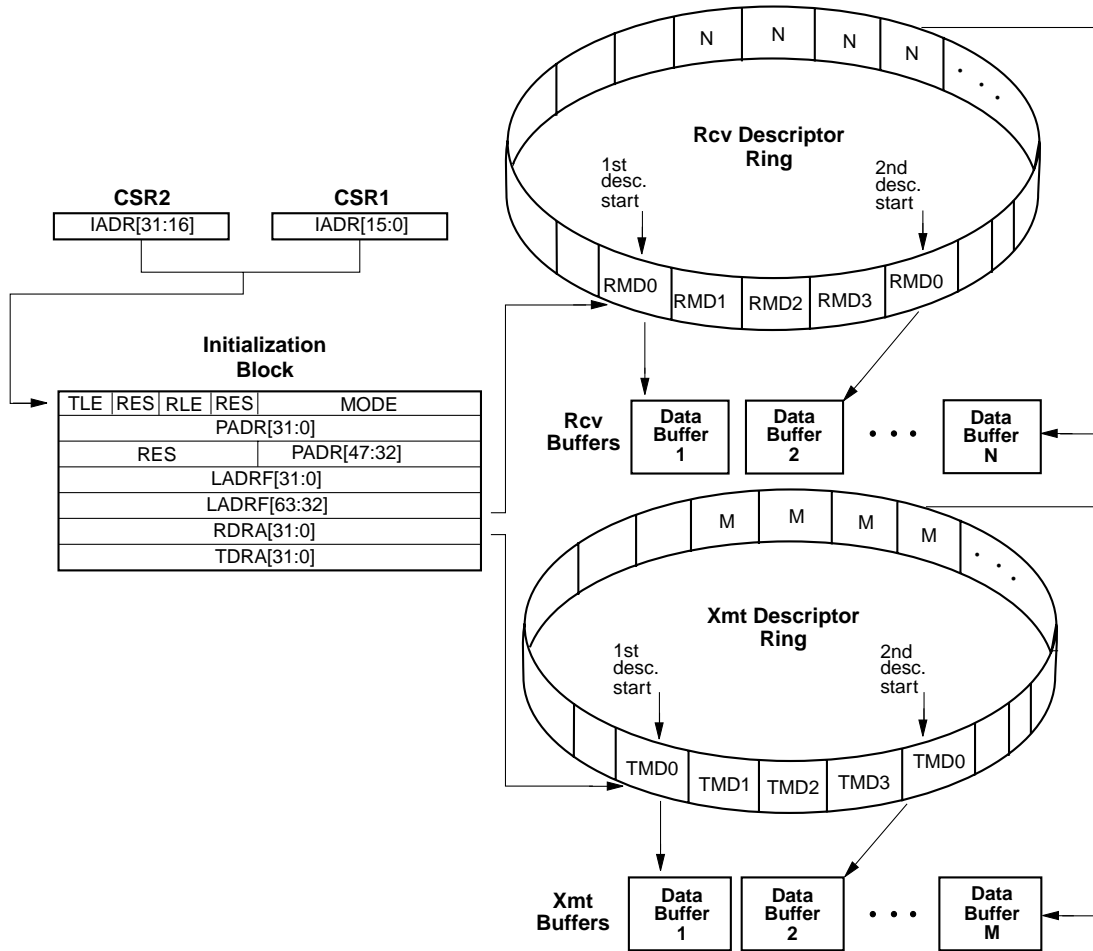 N N N N
Rcv Descriptor
Ring
1st
desc.
start
2nd
desc.
start
CSR2
CSR1
IADR[31:16]
IADR[15:0]
RMD0 RMD1 RMD2 RMD3 RMD0
Initialization
Block
TLE RES RLE RES MODE
PADR[31:0]
RES PADR[47:32]
LADRF[31:0]
LADRF[63:32]
RDRA[31:0]
TDRA[31:0]
Rcv
Buffers
Data
Buffer
1
Data
Buffer
2
• • •
Data
Buffer
N
M M M M
Xmt Descriptor
Ring
1st
desc.
start
2nd
desc.
start
TMD0 TMD1 TMD2 TMD3 TMD0
Xmt
Buffers
Data
Buffer
1
Data
Buffer
2
• • •
Data
Buffer
M